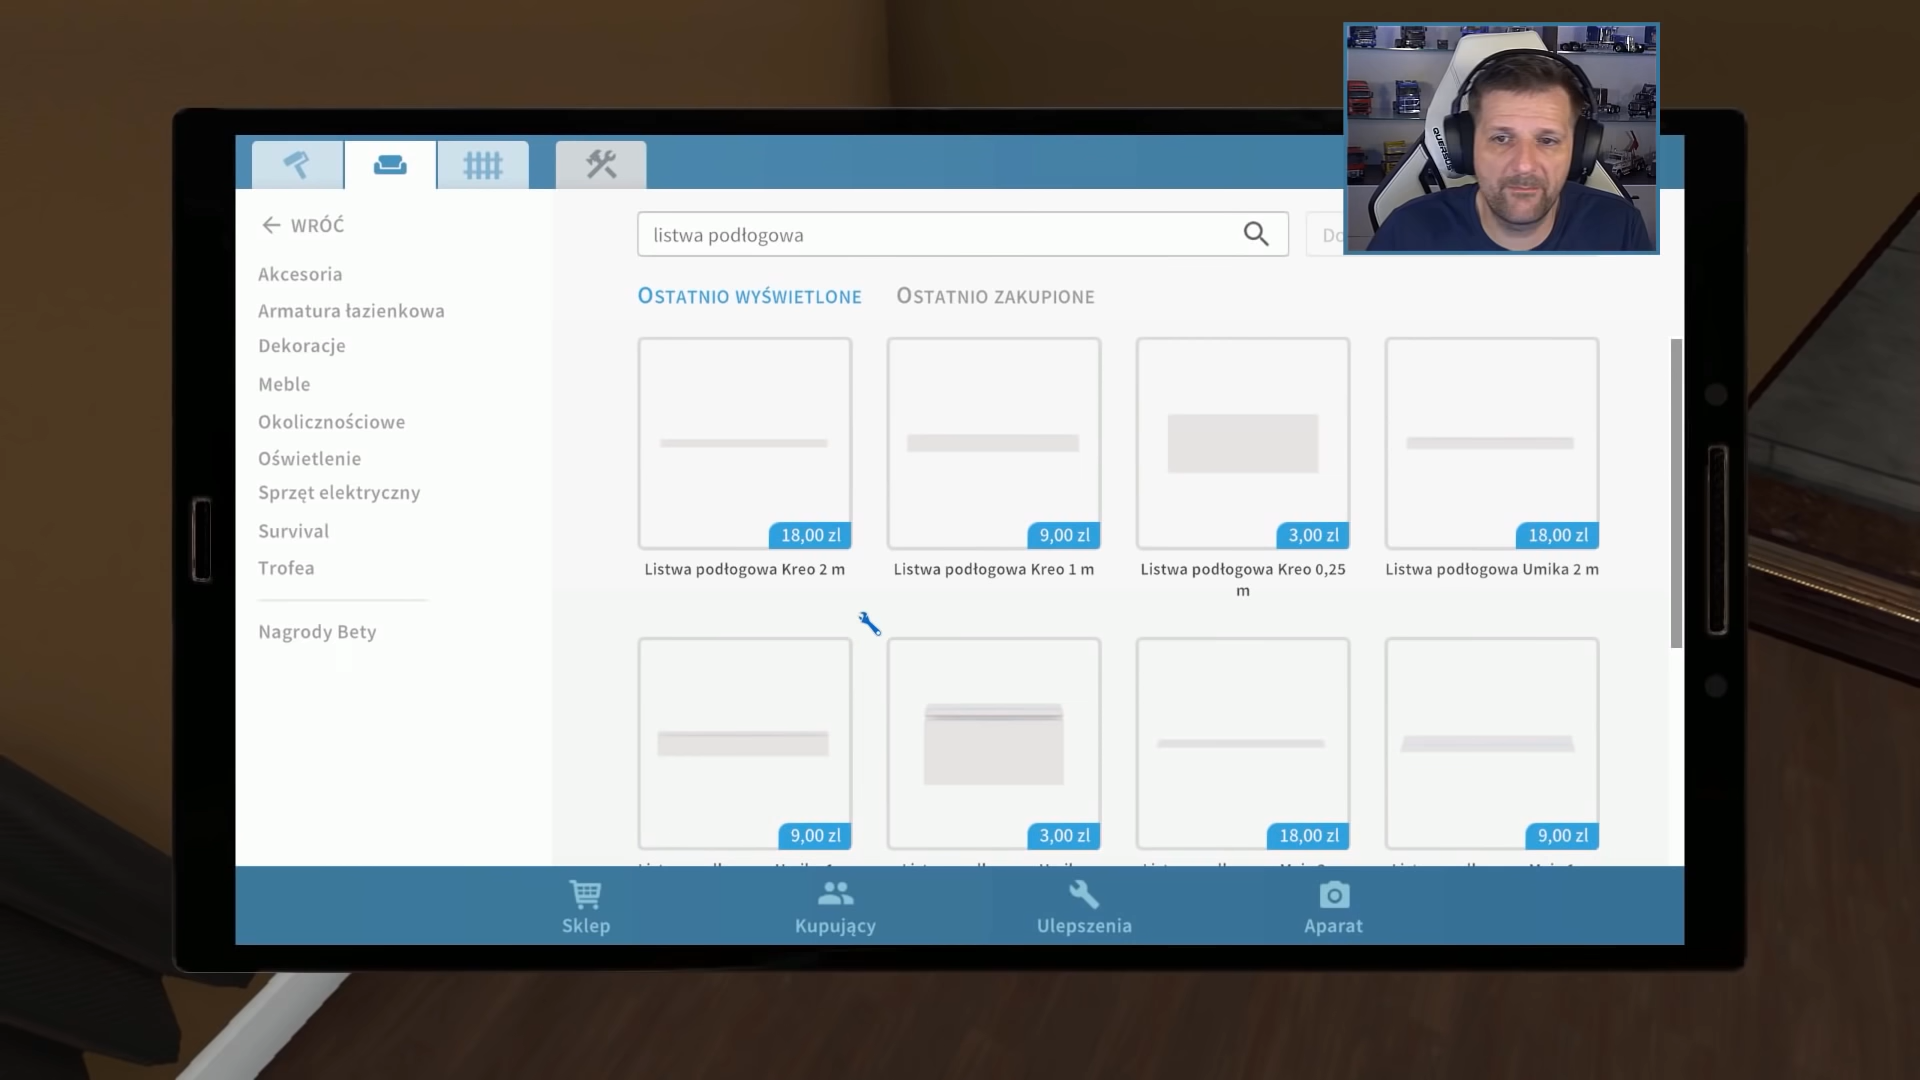 WRÓĆ
Akcesoria
Armatura łazienkowa
Dekoracje
Meble
Okolicznościowe
Oświetlenie
Sprzęt elektryczny
Survival
Trofea
Nagrody Bety
listwa podłogowa
Do
OSTATNIO WYŚWIETLONE OSTATNIO ZAKUPIONE
18,00 zl 9,00 zl 3,00 zl 18,00 zl
Listwa podłogowa Kreo 2 m Listwa podłogowa Kreo 1 m Listwa podłogowa Kreo 0,25 Listwa podłogowa Umika 2 m
m
9,00 zl 3,00 zl 18,00 zl 9,00 zl
Sklep Kupujący Ulepszenia Aparat
QUERSUS